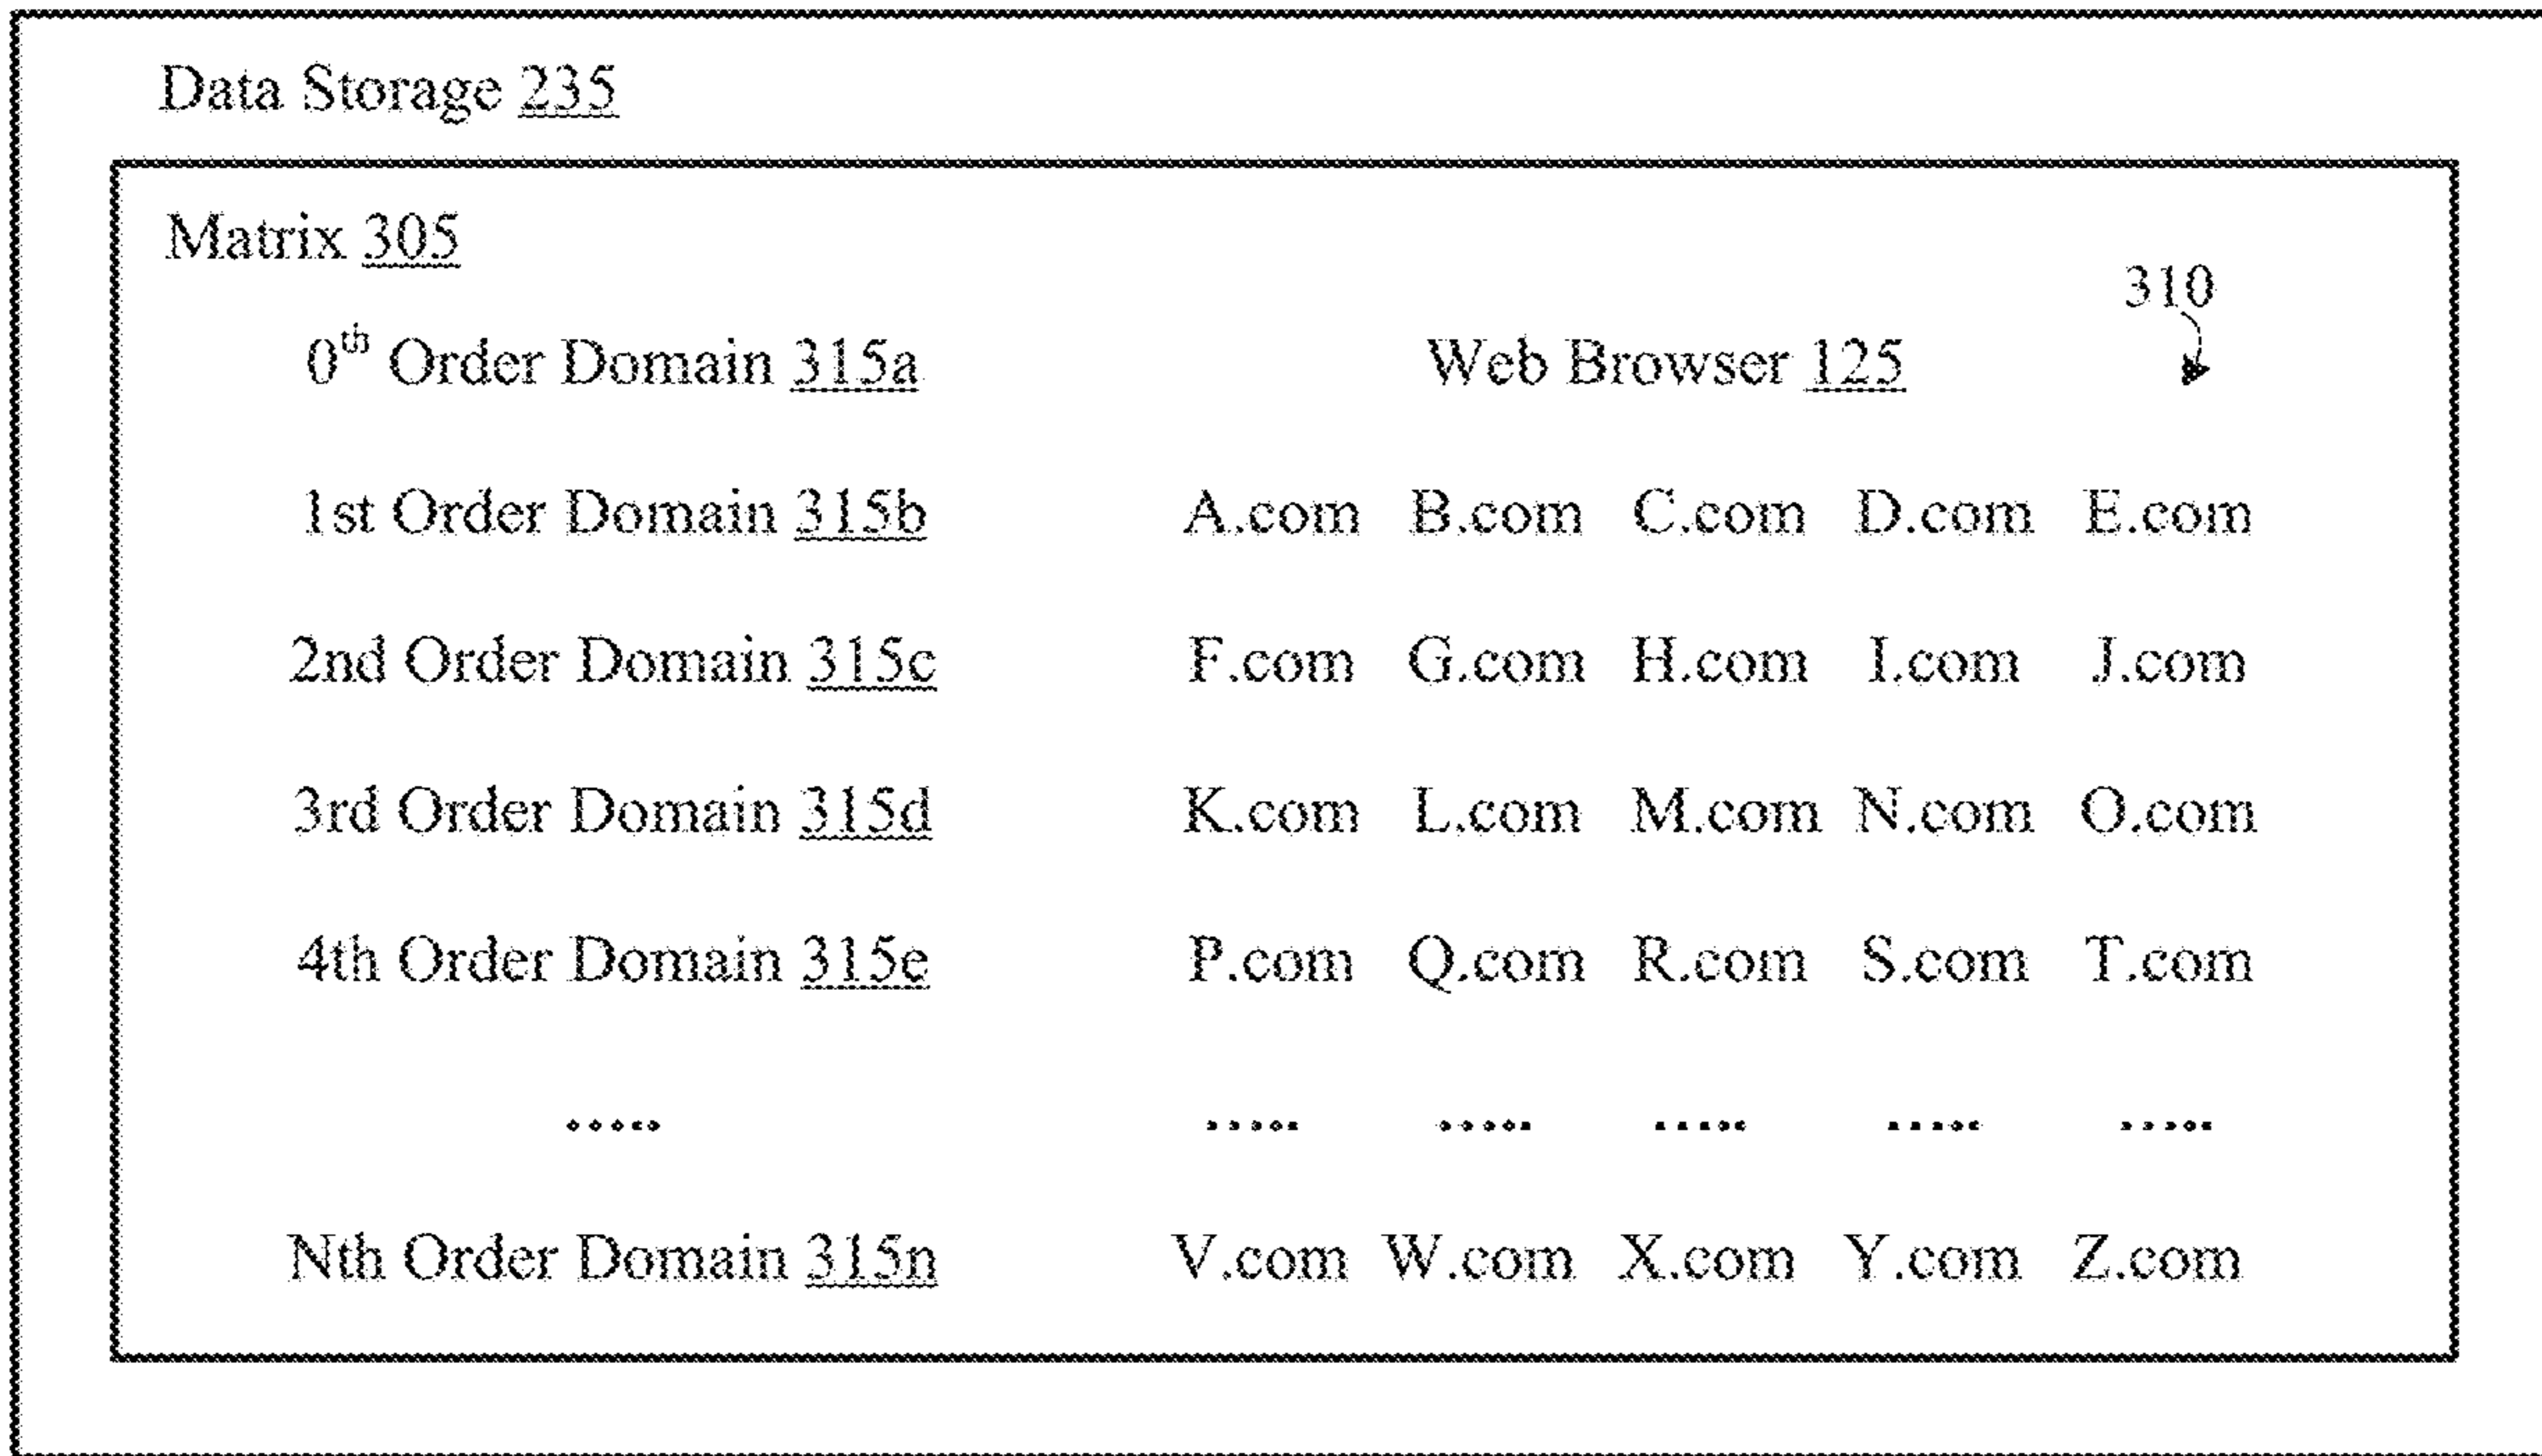 Data Storage 235
Matrix 305
310
0th Order Domain 315a Web Browser 125
1st Order Domain 315b A.com B.com C.com D.com E.com
2nd Order Domain 315c F.com G.com H.com I.com J.com
3rd Order Domain 315d K.com L.com M.com N.com O.com
4th Order Domain 315e P.com Q.com R.com S.com T.com
..... ..... ..... ..... ..... .....
Nth Order Domain 315n V.com W.com X.com Y.com Z.com